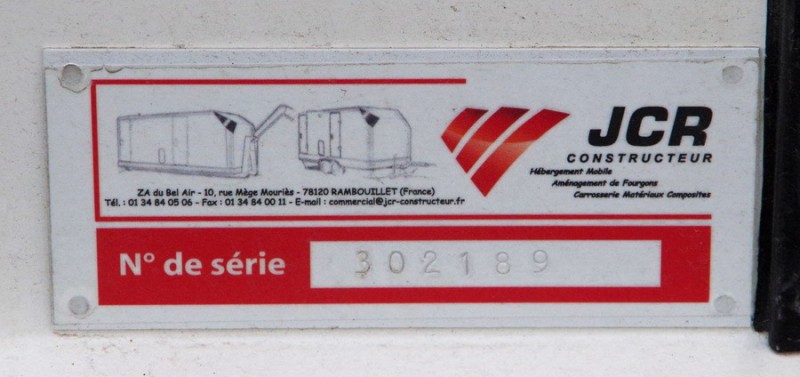 JCR
CONSTRUCTEUR
Hébergement Mobile
Aménagement de Fourgons
Carrosserie Matériaux Composites
ZA du Bel Air - 10, rue Mège Mouriès - 78120 RAMBOUILLET (France)
Tél. : 01 34 84 05 06 - Fax : 01 34 84 00 11 - E-mail : commercial@jcr-constructeur.fr
N° de série 302189